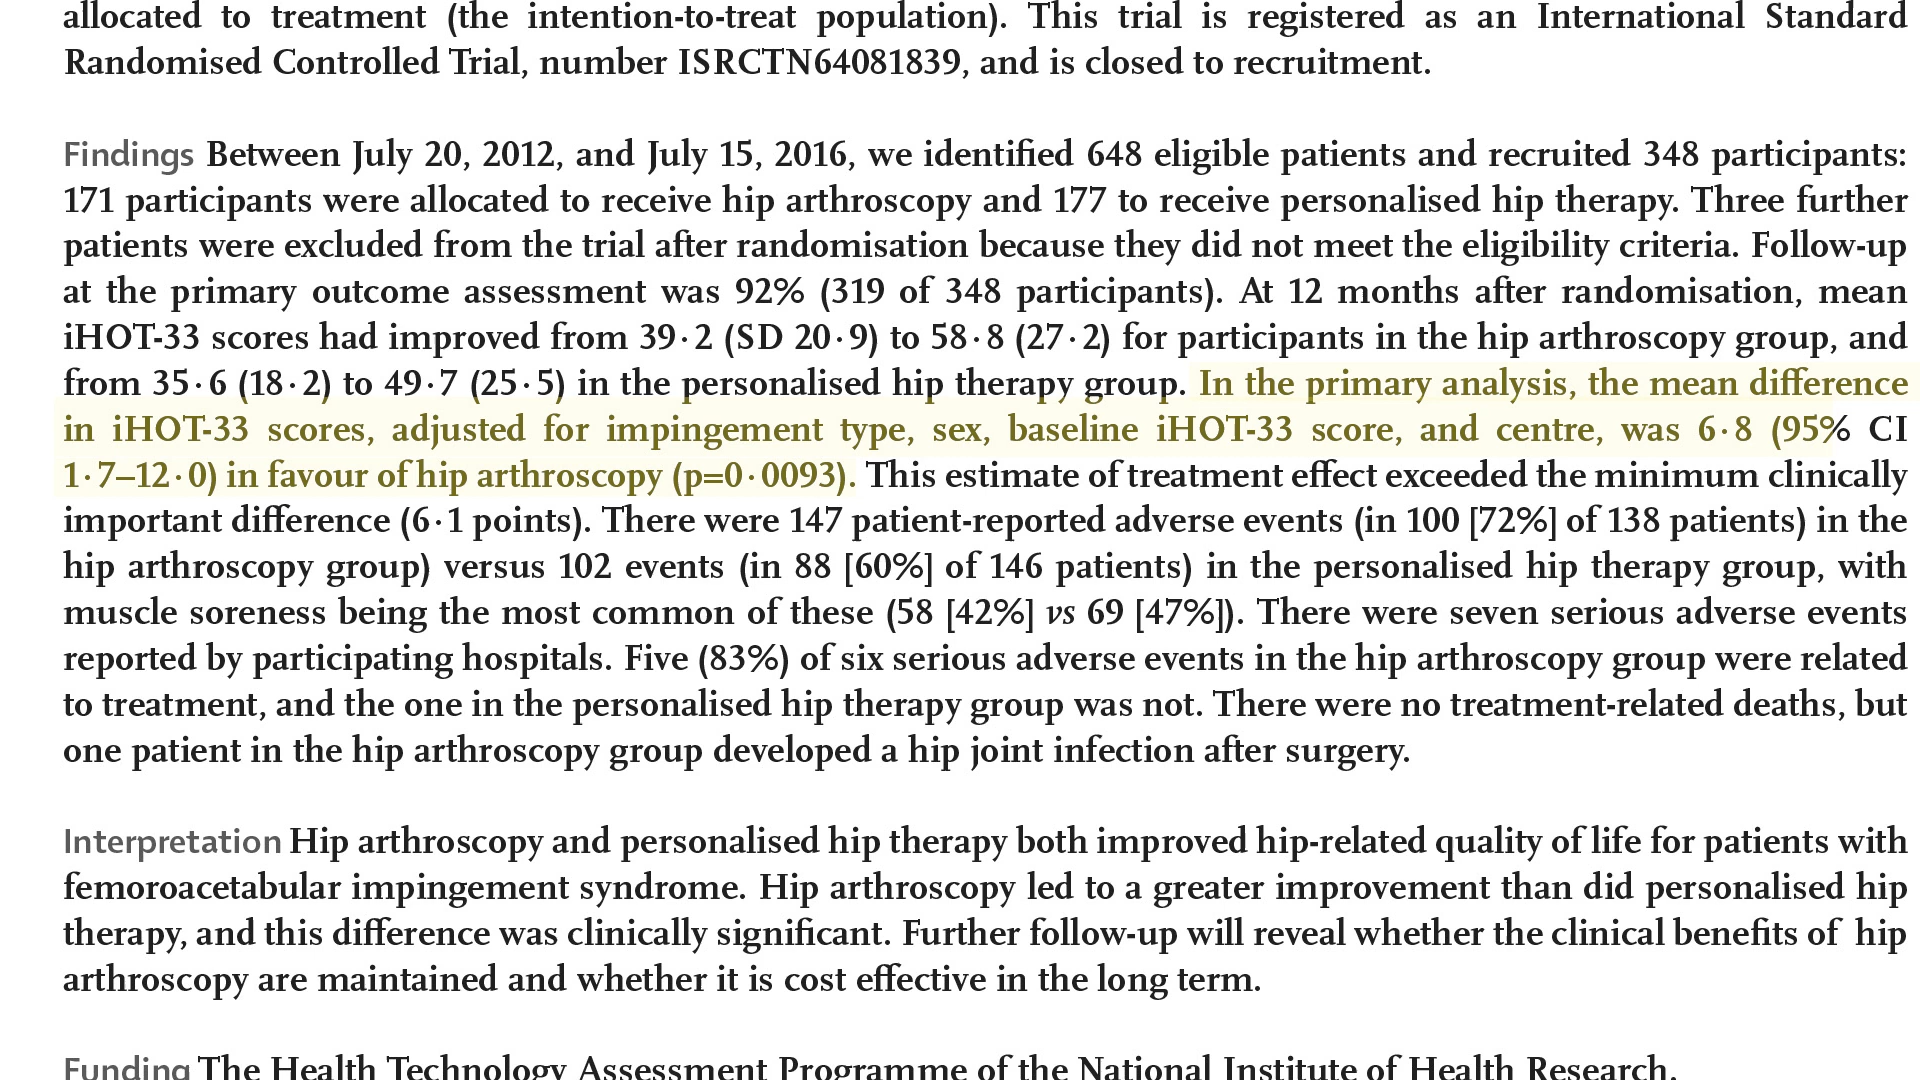 allocated to treatment (the intention-to-treat population). This trial is registered as an International Standard
Randomised Controlled Trial, number ISRCTN64081839, and is closed to recruitment.
Findings Between July 20, 2012, and July 15, 2016, we identified 648 eligible patients and recruited 348 participants:
171 participants were allocated to receive hip arthroscopy and 177 to receive personalised hip therapy. Three further
patients were excluded from the trial after randomisation because they did not meet the eligibility criteria. Follow-up
at the primary outcome assessment was 92% (319 of 348 participants). At 12 months after randomisation, mean
iHOT-33 scores had improved from 39·2 (SD 20·9) to 58·8 (27·2) for participants in the hip arthroscopy group, and
from 35·6 (18·2) to 49·7 (25·5) in the personalised hip therapy group. In the primary analysis, the mean difference
in iHOT-33 scores, adjusted for impingement type, sex, baseline iHOT-33 score, and centre, was 6·8 (95% CI
1·7–12·0) in favour of hip arthroscopy (p=0·0093). This estimate of treatment effect exceeded the minimum clinically
important difference (6·1 points). There were 147 patient-reported adverse events (in 100 [72%] of 138 patients) in the
hip arthroscopy group) versus 102 events (in 88 [60%] of 146 patients) in the personalised hip therapy group, with
muscle soreness being the most common of these (58 [42%] vs 69 [47%]). There were seven serious adverse events
reported by participating hospitals. Five (83%) of six serious adverse events in the hip arthroscopy group were related
to treatment, and the one in the personalised hip therapy group was not. There were no treatment-related deaths, but
one patient in the hip arthroscopy group developed a hip joint infection after surgery.
Interpretation Hip arthroscopy and personalised hip therapy both improved hip-related quality of life for patients with
femoroacetabular impingement syndrome. Hip arthroscopy led to a greater improvement than did personalised hip
therapy, and this difference was clinically significant. Further follow-up will reveal whether the clinical benefits of hip
arthroscopy are maintained and whether it is cost effective in the long term.
Funding The Health Technology Assessment Programme of the National Institute of Health Research.